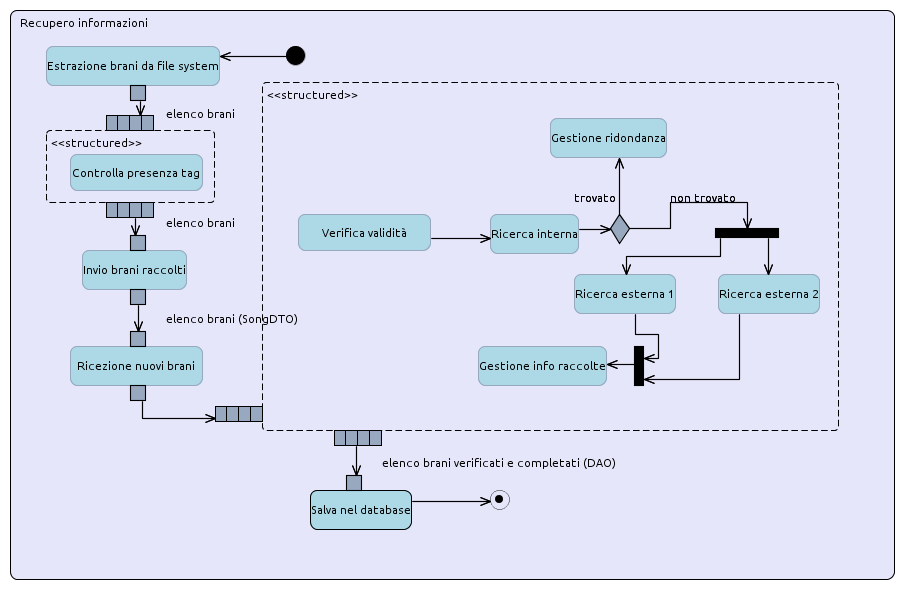 Recupero informazioni
Estrazione brani da file system
elenco brani
<<structured>>
Controlla presenza tag
elenco brani
Invio brani raccolti
elenco brani (SongDTO)
Ricezione nuovi brani
<<structured>>
Gestione ridondanza
trovato
non trovato
Verifica validità
Ricerca interna
Ricerca esterna 1
Ricerca esterna 2
Gestione info raccolte
elenco brani verificati e completati (DAO)
Salva nel database